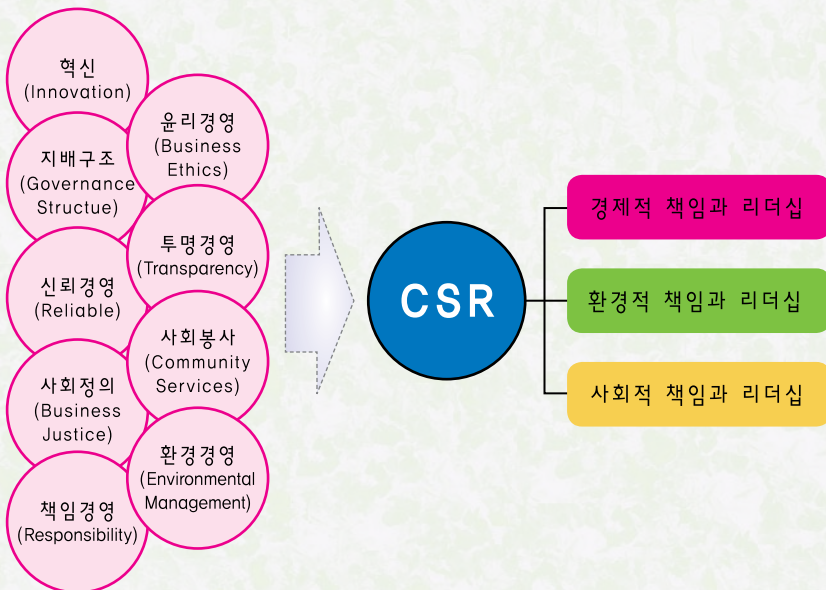 혁신
(Innovation)
윤리경영
(Business
Ethics)
지배구조
(Governance
Structue)
투명경영
(Transparency)
신뢰경영
(Reliable)
사회봉사
(Community
Services)
사회정의
(Business
Justice)
환경경영
(Environmental
Management)
책임경영
(Responsibility)
CSR
경제적 책임과 리더십
환경적 책임과 리더십
사회적 책임과 리더십